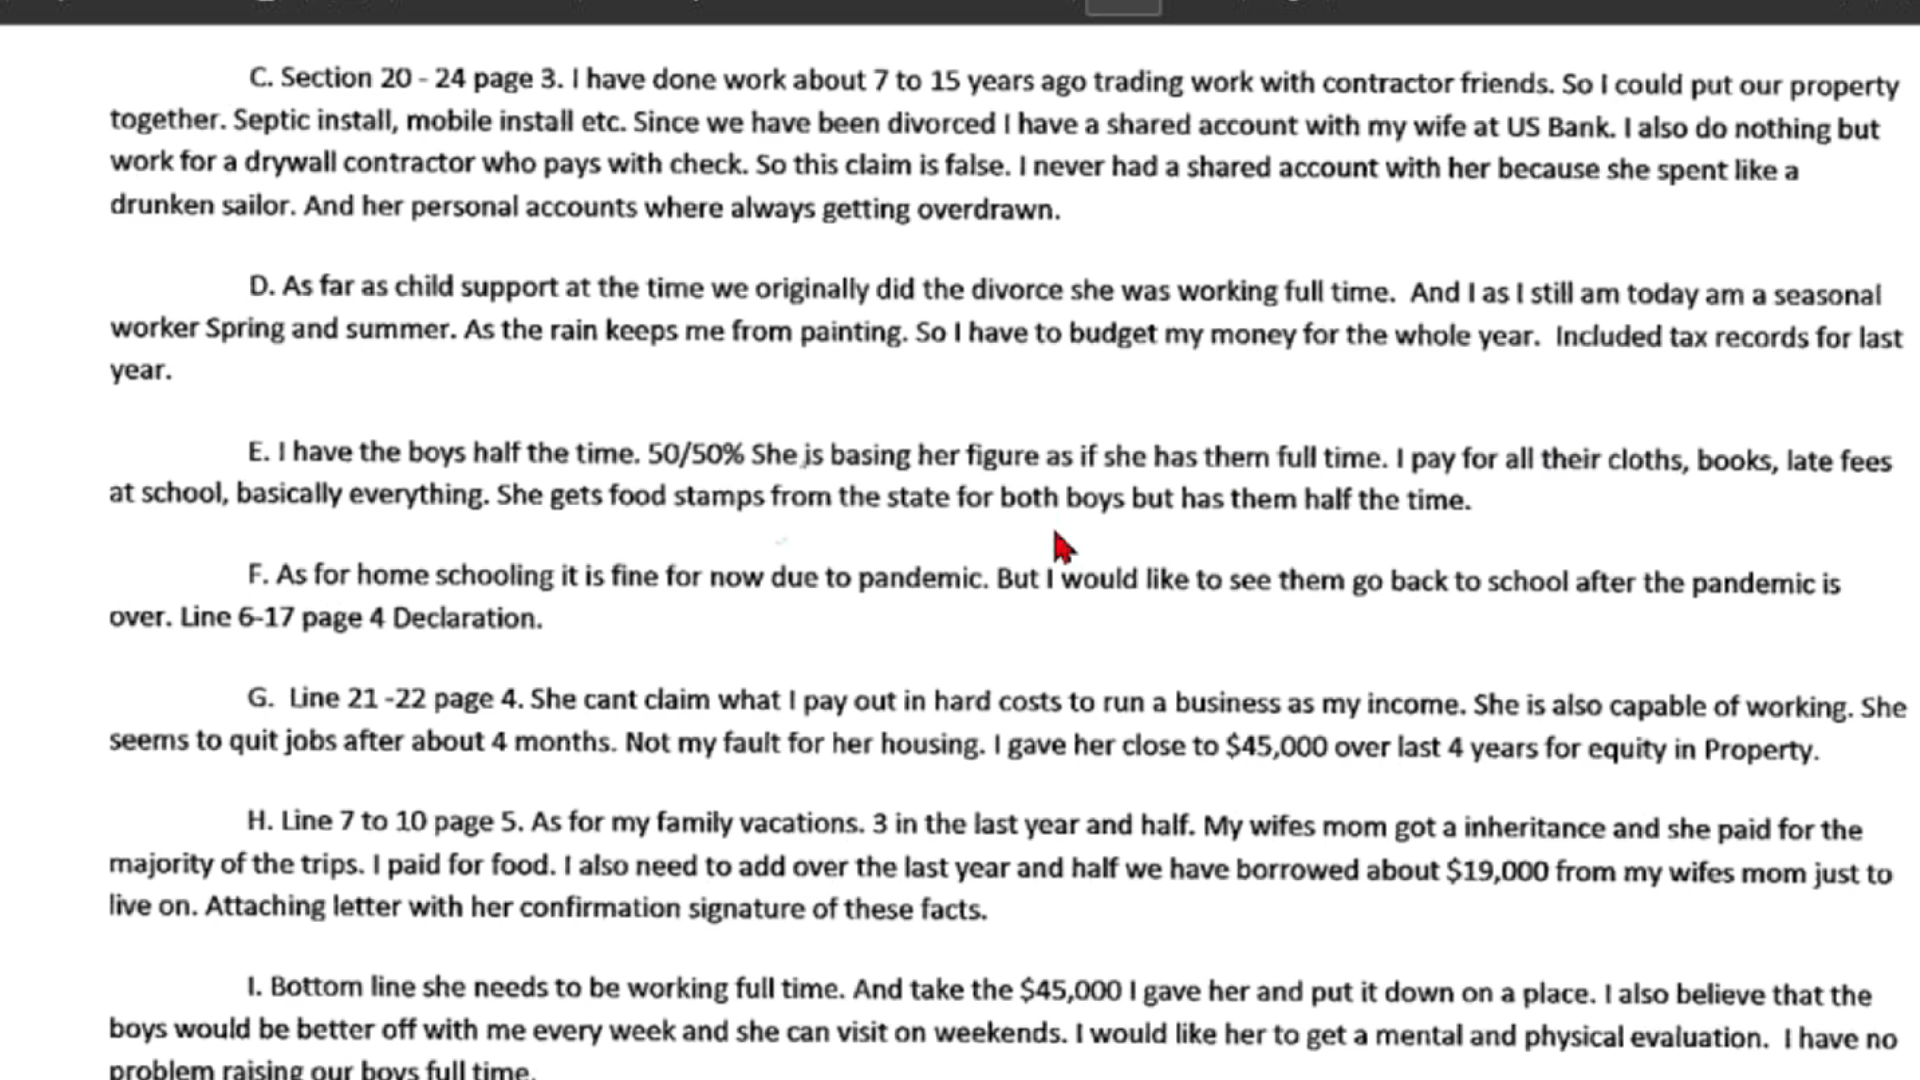 C. Section 20 - 24 page 3. I have done work about 7 to 15 years ago trading work with contractor friends. So I could put our property
together. Septic install, mobile install etc. Since we have been divorced I have a shared account with my wife at US Bank. I also do nothing but
work for a drywall contractor who pays with check. So this claim is false. I never had a shared account with her because she spent like a
drunken sailor. And her personal accounts where always getting overdrawn.
D. As far as child support at the time we originally did the divorce she was working full time. And I as I still am today am a seasonal
worker Spring and summer. As the rain keeps me from painting. So I have to budget my money for the whole year. Included tax records for last
year.
E. I have the boys half the time. 50/50% She is basing her figure as if she has them full time. I pay for all their cloths, books, late fees
at school, basically everything. She gets food stamps from the state for both boys but has them half the time.
F. As for home schooling it is fine for now due to pandemic. But I would like to see them go back to school after the pandemic is
over. Line 6-17 page 4 Declaration.
G. Line 21 -22 page 4. She cant claim what I pay out in hard costs to run a business as my income. She is also capable of working. She
seems to quit jobs after about 4 months. Not my fault for her housing. I gave her close to $45,000 over last 4 years for equity in Property.
H. Line 7 to 10 page 5. As for my family vacations. 3 in the last year and half. My wifes mom got a inheritance and she paid for the
majority of the trips. I paid for food. I also need to add over the last year and half we have borrowed about $19,000 from my wifes mom just to
live on. Attaching letter with her confirmation signature of these facts.
I. Bottom line she needs to be working full time. And take the $45,000 I gave her and put it down on a place. I also believe that the
boys would be better off with me every week and she can visit on weekends. I would like her to get a mental and physical evaluation. I have no
problem raising our boys full time.